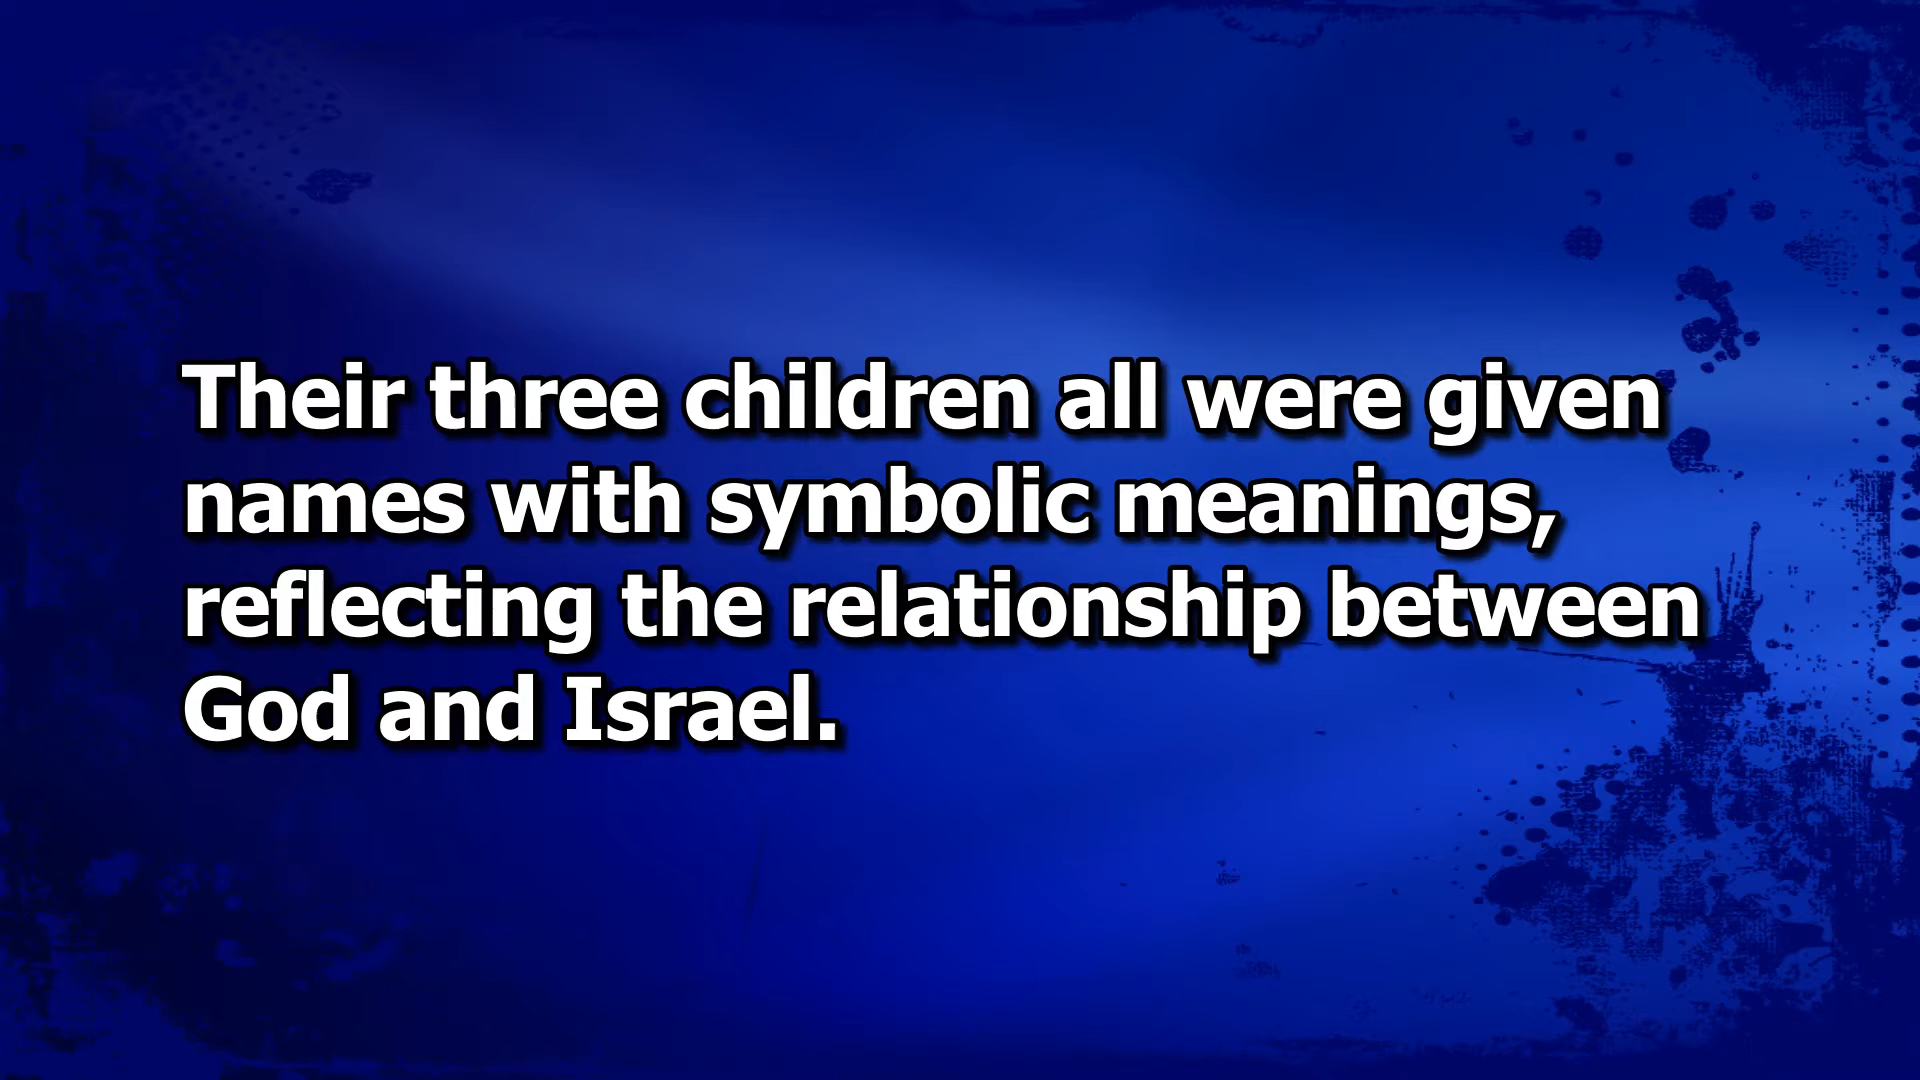 Their three children all were given
names with symbolic meanings,
reflecting the relationship between
God and Israel.